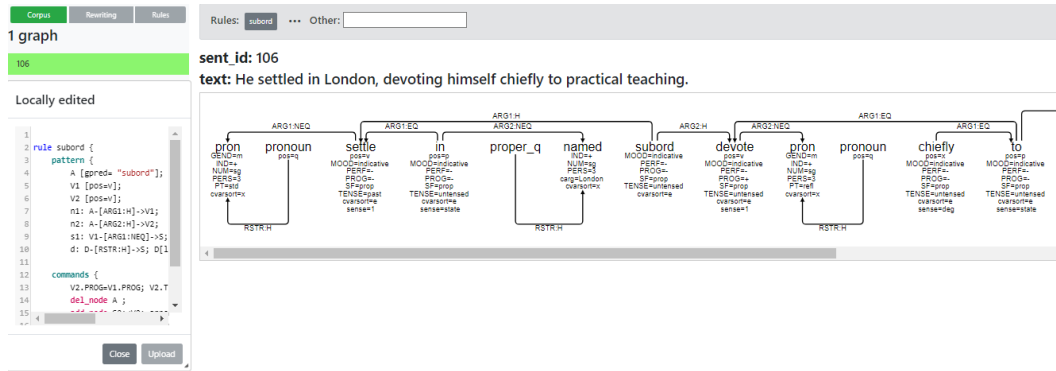 Corpus Rewriting Rules
1 graph
106
Locally edited
1
2 rule subord {
3 pattern {
4 A [gpred= "subord"];
5 V1 [pos=v];
6 V2 [pos=v];
7 n1: A-[ARG1:H]->V1;
8 n2: A-[ARG2:H]->V2;
9 s1: V1-[ARG1:NEQ]->S;
10 d: D-[RSTR:H]->S; D[l
11
12 commands {
13 V2.PROG=V1.PROG; V2.T
14 del_node A ;
15
Close Upload
Rules: subord ••• Other:
sent_id: 106
text: He settled in London, devoting himself chiefly to practical teaching.
ARG1:H
ARG1:EQ
ARG1:NEQ ARG1:EQ ARG2:NEQ ARG2:H ARG2:NEQ ARG1:EQ
pron pronoun settle in proper_q named subord devote pron pronoun chiefly to
GEND=m
IND=+
NUM=sg
PERS=3
PT=std
cvarsort=x
pos=q
pos=v
MOOD=indicative
PERF=-
PROG=-
SF=prop
TENSE=past
cvarsort=e
sense=1
pos=p
MOOD=indicative
PERF=-
PROG=-
SF=prop
TENSE=untensed
cvarsort=e
sense=state
pos=q
IND=+
NUM=sg
PERS=3
carg=London
cvarsort=x
MOOD=indicative
PERF=-
PROG=-
SF=prop
TENSE=untensed
cvarsort=e
pos=v
MOOD=indicative
PERF=-
PROG=+
SF=prop
TENSE=untensed
cvarsort=e
sense=1
GEND=m
IND=+
NUM=sg
PERS=3
PT=refl
cvarsort=x
pos=q
pos=x
MOOD=indicative
PERF=-
PROG=-
SF=prop
TENSE=untensed
cvarsort=e
sense=deg
pos=p
MOOD=indicative
PERF=-
PROG=-
SF=prop
TENSE=untensed
cvarsort=e
sense=state
RSTR:H RSTR:H RSTR:H